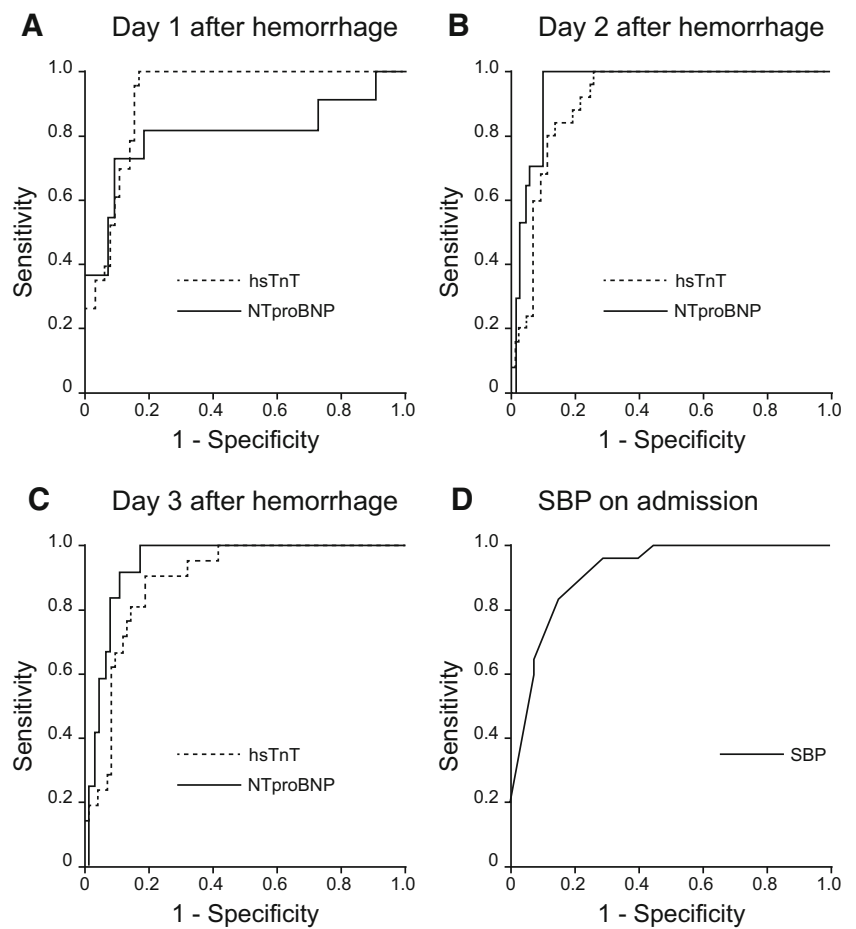 A Day 1 after hemorrhage
1.0
0.8
0.6
0.4
0.2
0
Sensitivity
hsTnT
NTproBNP
0 0.2 0.4 0.6 0.8 1.0
1 - Specificity
B Day 2 after hemorrhage
1.0
0.8
0.6
0.4
0.2
0
Sensitivity
hsTnT
NTproBNP
0 0.2 0.4 0.6 0.8 1.0
1 - Specificity
C Day 3 after hemorrhage
1.0
0.8
0.6
0.4
0.2
0
Sensitivity
hsTnT
NTproBNP
0 0.2 0.4 0.6 0.8 1.0
1 - Specificity
D SBP on admission
1.0
0.8
0.6
0.4
0.2
0
Sensitivity
SBP
0 0.2 0.4 0.6 0.8 1.0
1 - Specificity